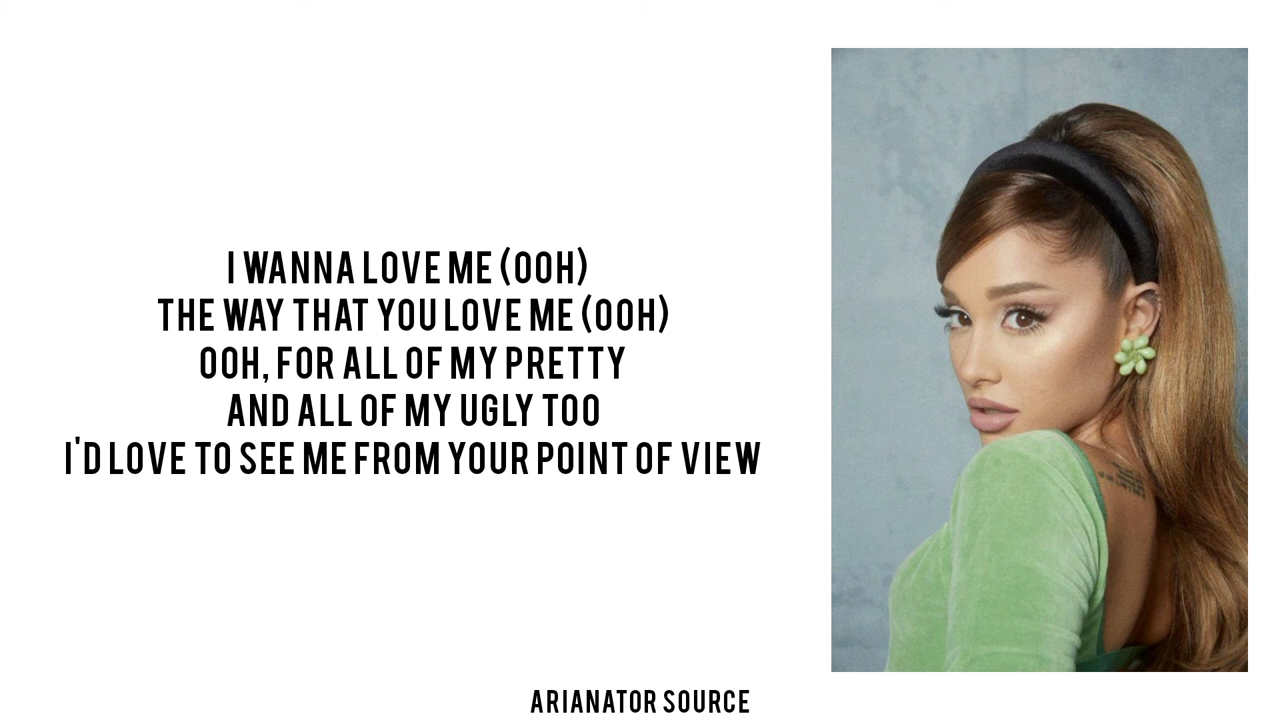 I WANNA LOVE ME (OOH)
THE WAY THAT YOU LOVE ME (OOH)
OOH, FOR ALL OF MY PRETTY
AND ALL OF MY UGLY TOO
I'D LOVE TO SEE ME FROM YOUR POINT OF VIEW
ARIANATOR SOURCE